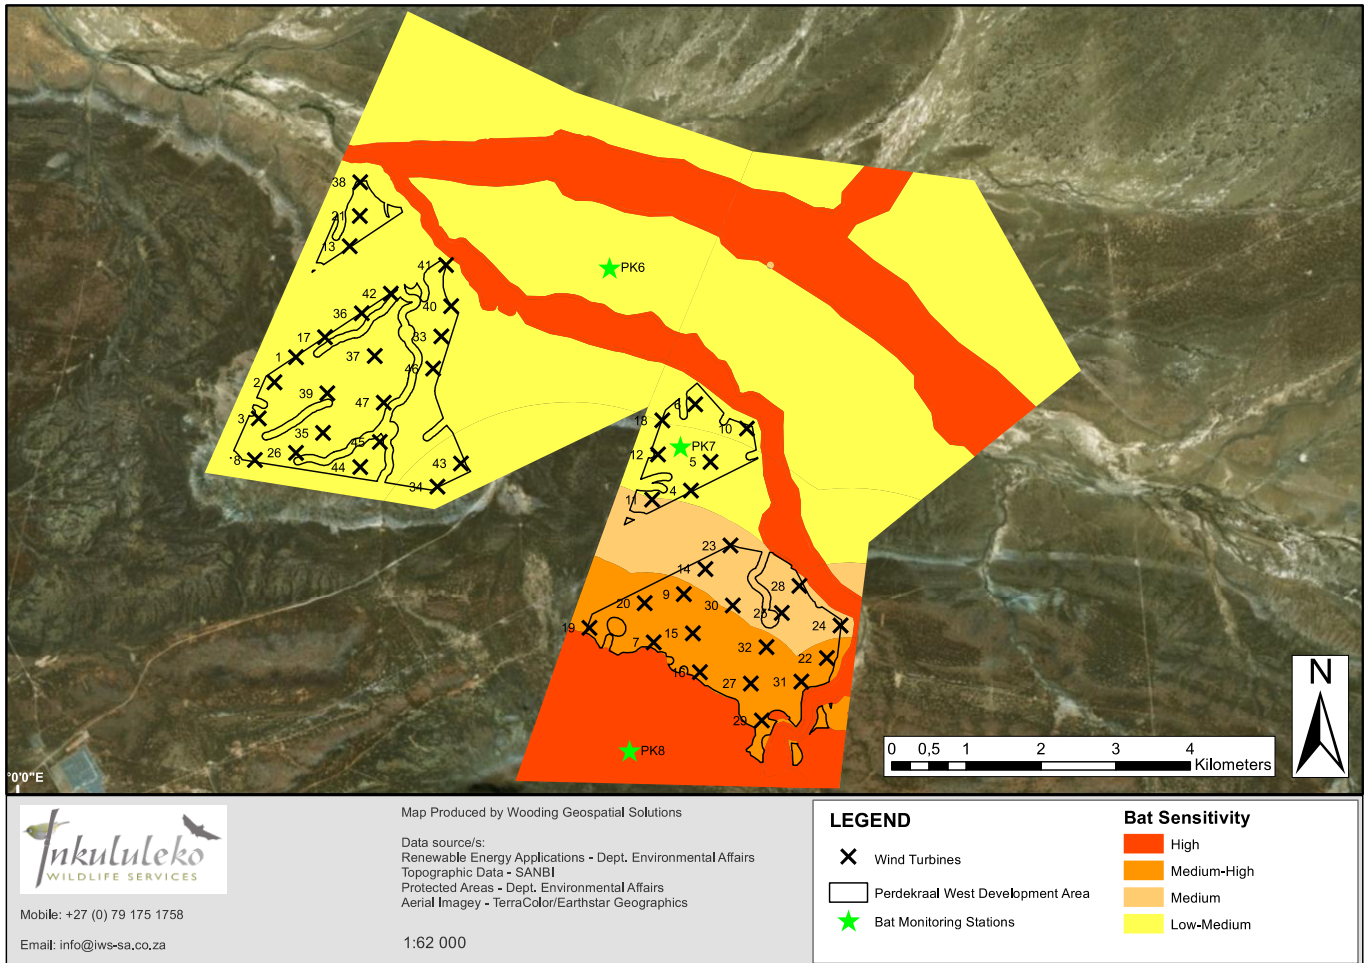 38
21
13
41
42
40
36
17
33
1
37
46
2
39
47
3
35
45
26
8
44
43
34
PK6
6
18
10
PK7
12
5
4
11
23
14
28
9
20
30
25
24
19
15
7
32
22
16
27
31
29
PK8
N
0 0,5 1 2 3 4
Kilometers
°0'0"E
Inkululeko
WILDLIFE SERVICES
Mobile: +27 (0) 79 175 1758
Email: info@iws-sa.co.za
Map Produced by Wooding Geospatial Solutions
Data source/s:
Renewable Energy Applications - Dept. Environmental Affairs
Topographic Data - SANBI
Protected Areas - Dept. Environmental Affairs
Aerial Imagey - TerraColor/Earthstar Geographics
1:62 000
LEGEND
Wind Turbines
Perdekraal West Development Area
Bat Monitoring Stations
Bat Sensitivity
High
Medium-High
Medium
Low-Medium